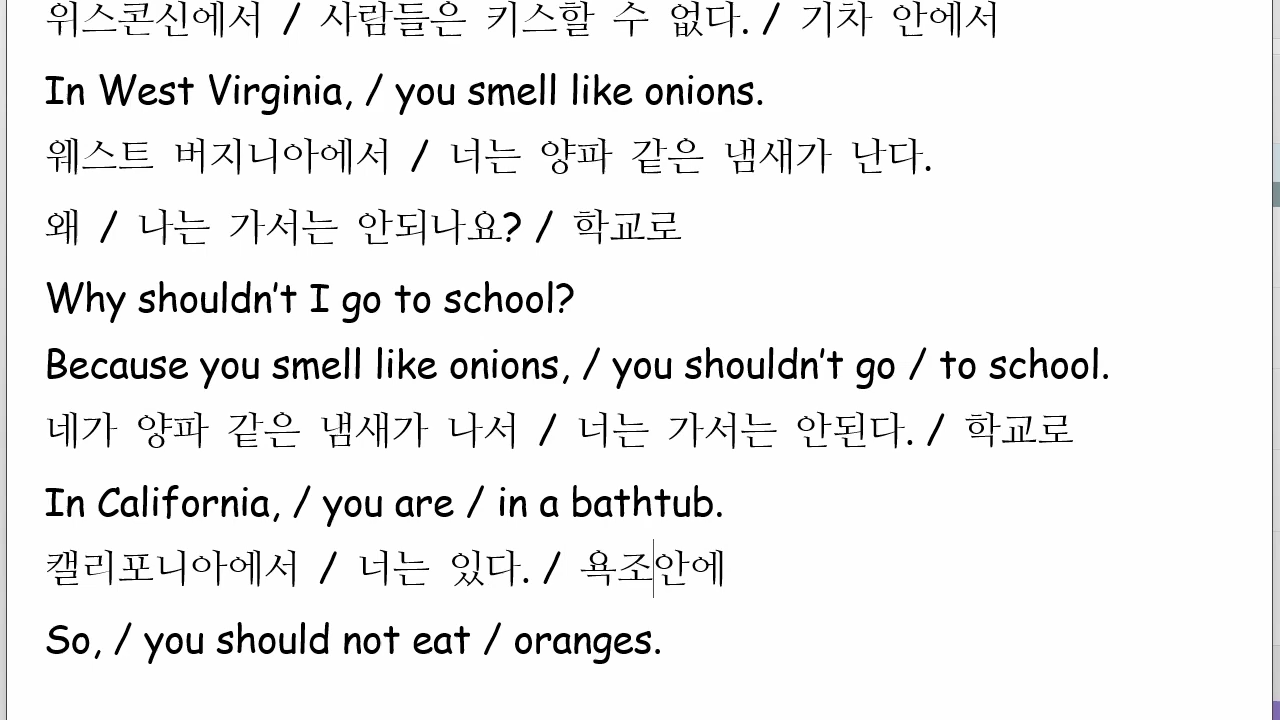 위스콘신에서 / 사람들은 키스할 수 없다. / 기차 안에서
In West Virginia, / you smell like onions.
웨스트 버지니아에서 / 너는 양파 같은 냄새가 난다.
왜 / 나는 가서는 안되나요? / 학교로
Why shouldn't I go to school?
Because you smell like onions, / you shouldn't go / to school.
네가 양파 같은 냄새가 나서 / 너는 가서는 안된다. / 학교로
In California, / you are / in a bathtub.
캘리포니아에서 / 너는 있다. / 욕조안에
So, / you should not eat / oranges.